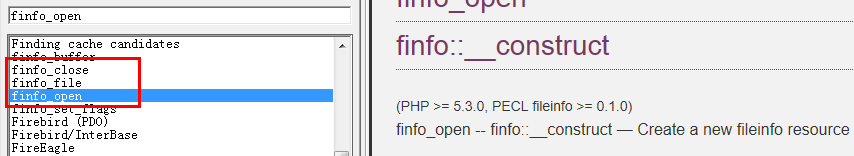 finfo_open
Finding cache candidates
finfo_buffer
finfo_close
finfo_file
finfo_open
finfo_set_flags
Firebird (PDO)
Firebird/InterBase
FireEagle
finfo_open
finfo::__construct
(PHP >= 5.3.0, PECL fileinfo >= 0.1.0)
finfo_open -- finfo::__construct — Create a new fileinfo resource